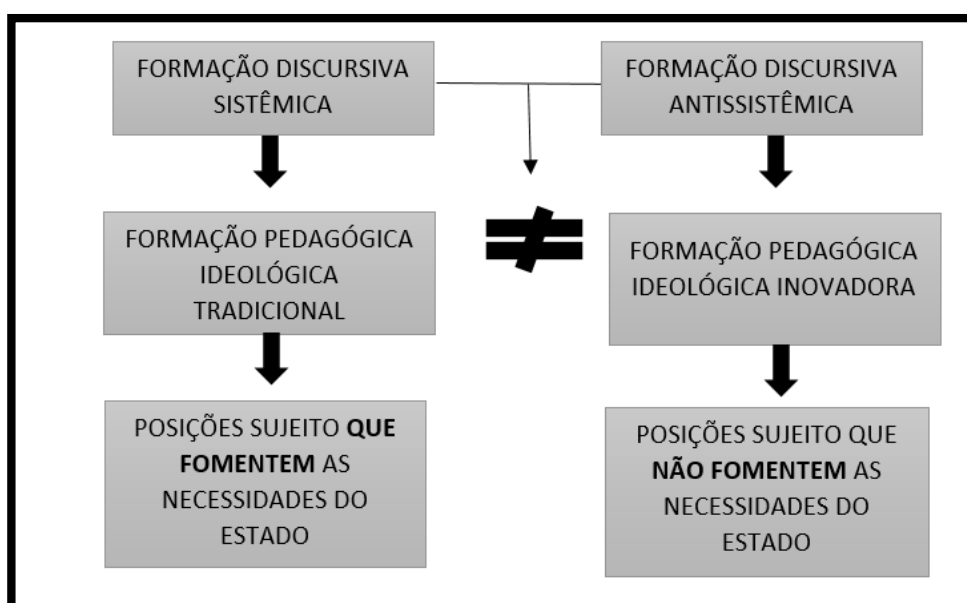 FORMAÇÃO DISCURSIVA
SISTÊMICA
FORMAÇÃO DISCURSIVA
ANTISSISTÊMICA
FORMAÇÃO PEDAGÓGICA
IDEOLÓGICA
TRADICIONAL
≠
FORMAÇÃO PEDAGÓGICA
IDEOLÓGICA INOVADORA
POSIÇÕES SUJEITO QUE
FOMENTEM AS
NECESSIDADES DO
ESTADO
POSIÇÕES SUJEITO QUE
NÃO FOMENTEM AS
NECESSIDADES DO
ESTADO